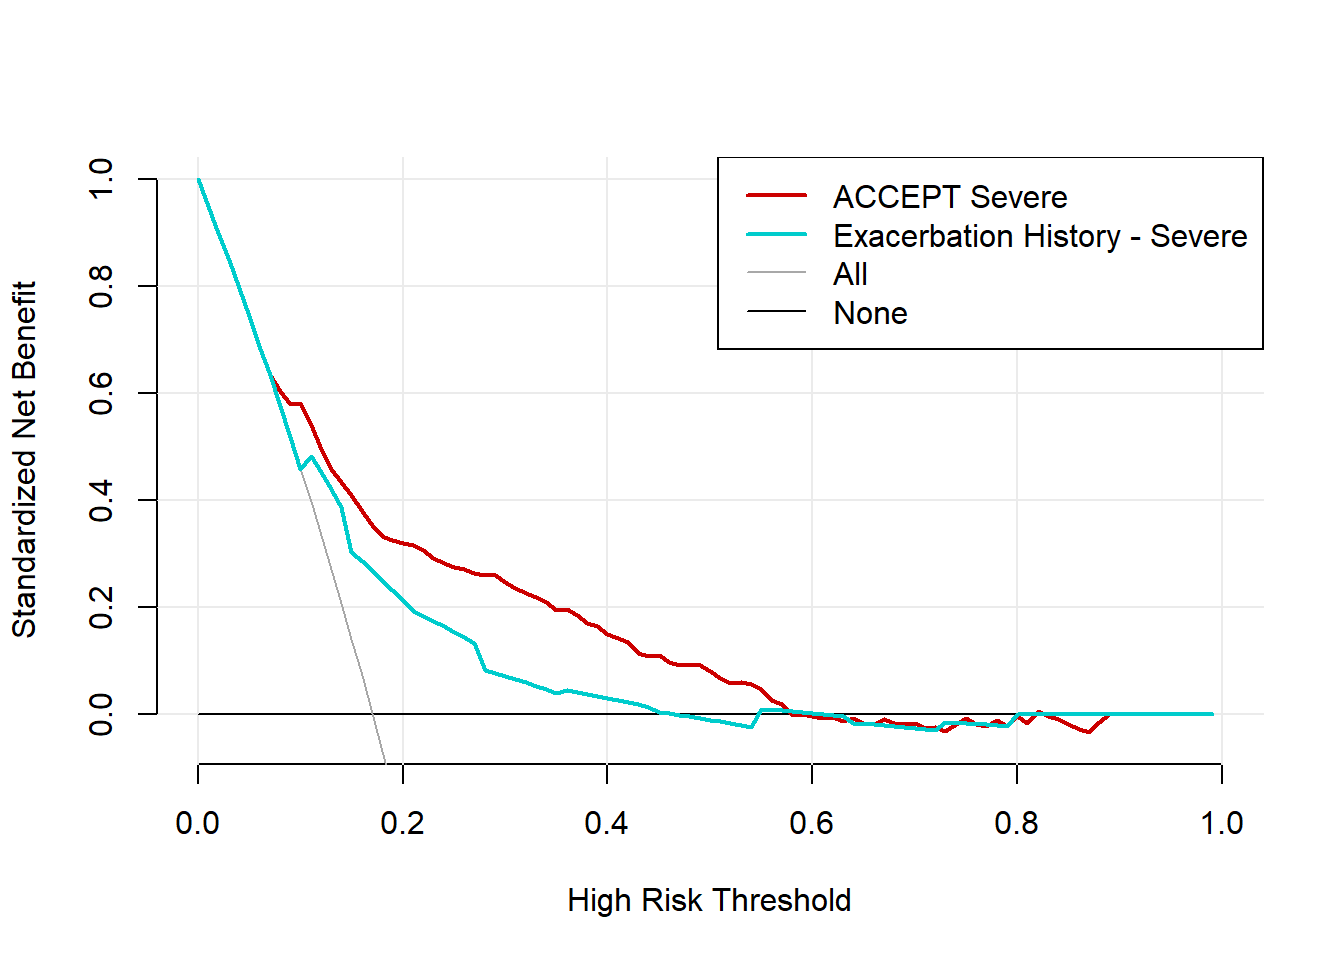 ACCEPT Severe
Exacerbation History - Severe
All
None
Standardized Net Benefit
1.0
0.8
0.6
0.4
0.2
0.0
0.0 0.2 0.4 0.6 0.8 1.0
High Risk Threshold